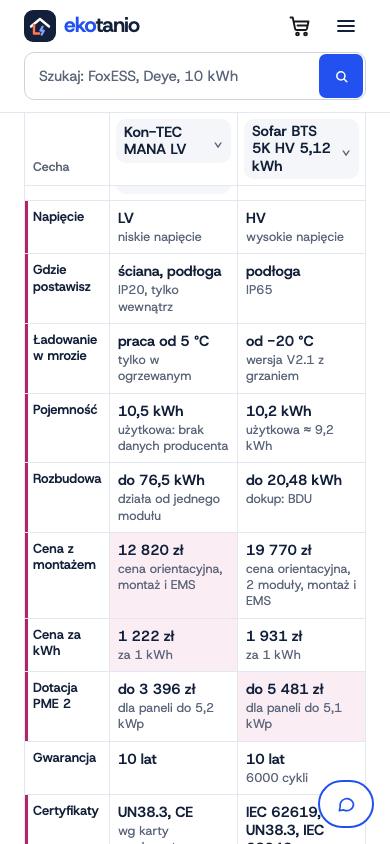 ekotanio
Szukaj: FoxESS, Deye, 10 kWh
Cecha
Kon-TEC
MANA LV
Sofar BTS
5K HV 5,12
kWh
Napięcie
LV
niskie napięcie
HV
wysokie napięcie
Gdzie
postawisz
ściana, podłoga
IP20, tylko
wewnątrz
podłoga
IP65
Ładowanie
w mrozie
praca od 5 °C
tylko w
ogrzewanym
od −20 °C
wersja V2.1 z
grzaniem
Pojemność
10,5 kWh
użytkowa: brak
danych producenta
10,2 kWh
użytkowa ≈ 9,2
kWh
Rozbudowa
do 76,5 kWh
działa od jednego
modułu
do 20,48 kWh
dokup: BDU
Cena z
montażem
12 820 zł
cena orientacyjna,
montaż i EMS
19 770 zł
cena orientacyjna,
2 moduły, montaż i
EMS
Cena za
kWh
1 222 zł
za 1 kWh
1 931 zł
za 1 kWh
Dotacja
PME 2
do 3 396 zł
dla paneli do 5,2
kWp
do 5 481 zł
dla paneli do 5,1
kWp
Gwarancja
10 lat
10 lat
6000 cykli
Certyfikaty
UN38.3, CE
wg karty
IEC 62619,
UN38.3, IEC